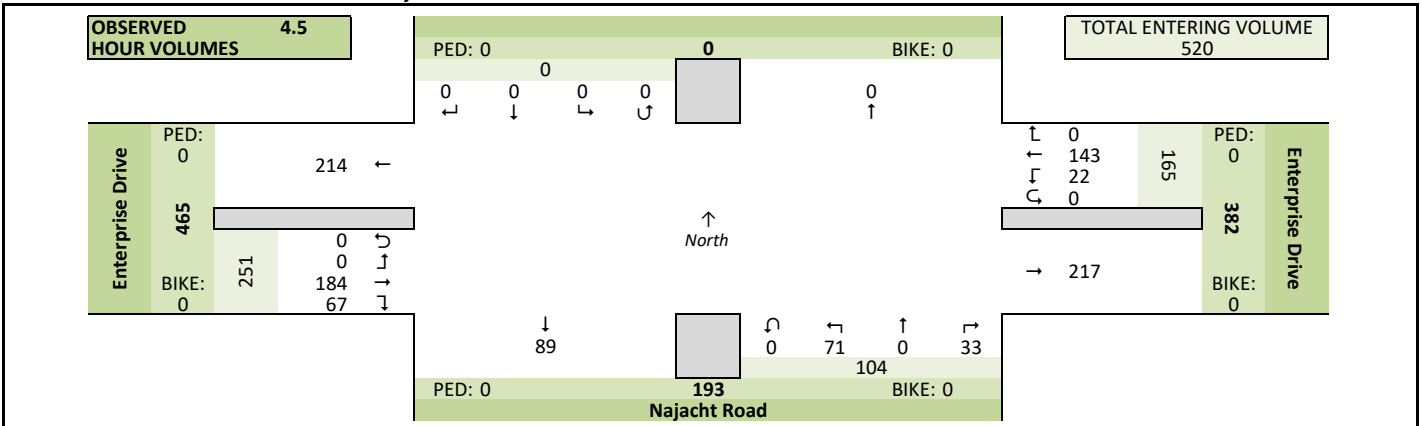 OBSERVED 4.5
HOUR VOLUMES
TOTAL ENTERING VOLUME
520
PED: 0 0 BIKE: 0
0
0 0 0 0 0
↵ ↓ ↳ ↺ ↑
Enterprise Drive
PED:
0
465
BIKE:
0
214 ←
251
0 ⮌
0 ↰
184 →
67 ↴
↑
North
↑ 0
← 143
↓ 22
⮎ 0
165
PED:
0
382
BIKE:
0
Enterprise Drive
→ 217
↓
89
↶ ↰ ↑ ↱
0 71 0 33
104
PED: 0 193 BIKE: 0
Najacht Road